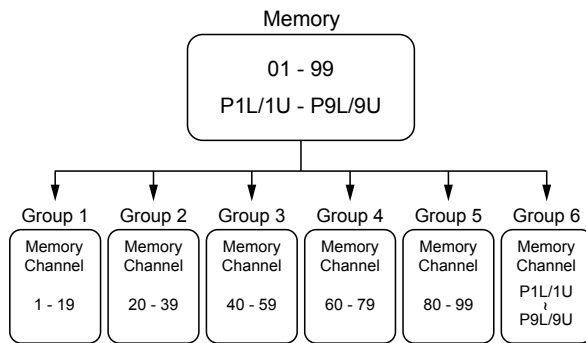 Memory
01 - 99
P1L/1U - P9L/9U
Group 1
Memory
Channel
1 - 19
Group 2
Memory
Channel
20 - 39
Group 3
Memory
Channel
40 - 59
Group 4
Memory
Channel
60 - 79
Group 5
Memory
Channel
80 - 99
Group 6
Memory
Channel
P1L/1U
~
P9L/9U